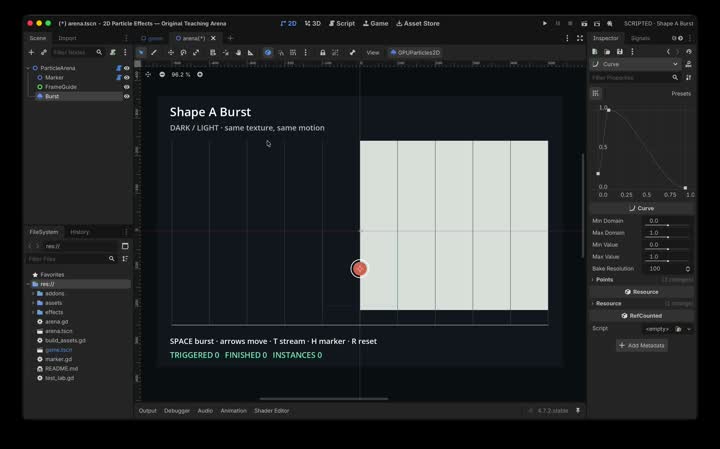 (*) arena.tscn - 2D Particle Effects — Original Teaching Arena
2D 3D Script Game Asset Store
SCRIPTED · Shape A Burst
Scene Import
Filter Nodes
ParticleArena
Marker
FrameGuide
Burst
FileSystem History
res://
Filter Files
Favorites
res://
addons
assets
effects
arena.gd
arena.tscn
build_assets.gd
game.tscn
marker.gd
README.md
test_lab.gd
game arena(*)
View GPUParticles2D
96.2 %
Shape A Burst
DARK / LIGHT · same texture, same motion
SPACE burst · arrows move · T stream · H marker · R reset
TRIGGERED 0 FINISHED 0 INSTANCES 0
Output Debugger Audio Animation Shader Editor
4.7.2.stable
Inspector Signals
Curve
Filter Properties
Presets
1.0
0.5
0.0
0.0 0.25 0.5 0.75 1.0
Curve
Min Domain 0.0
Max Domain 1.0
Min Value 0.0
Max Value 1.0
Bake Resolution 100
Points
Resource
Resource (1 change)
RefCounted
Script <empty>
Add Metadata